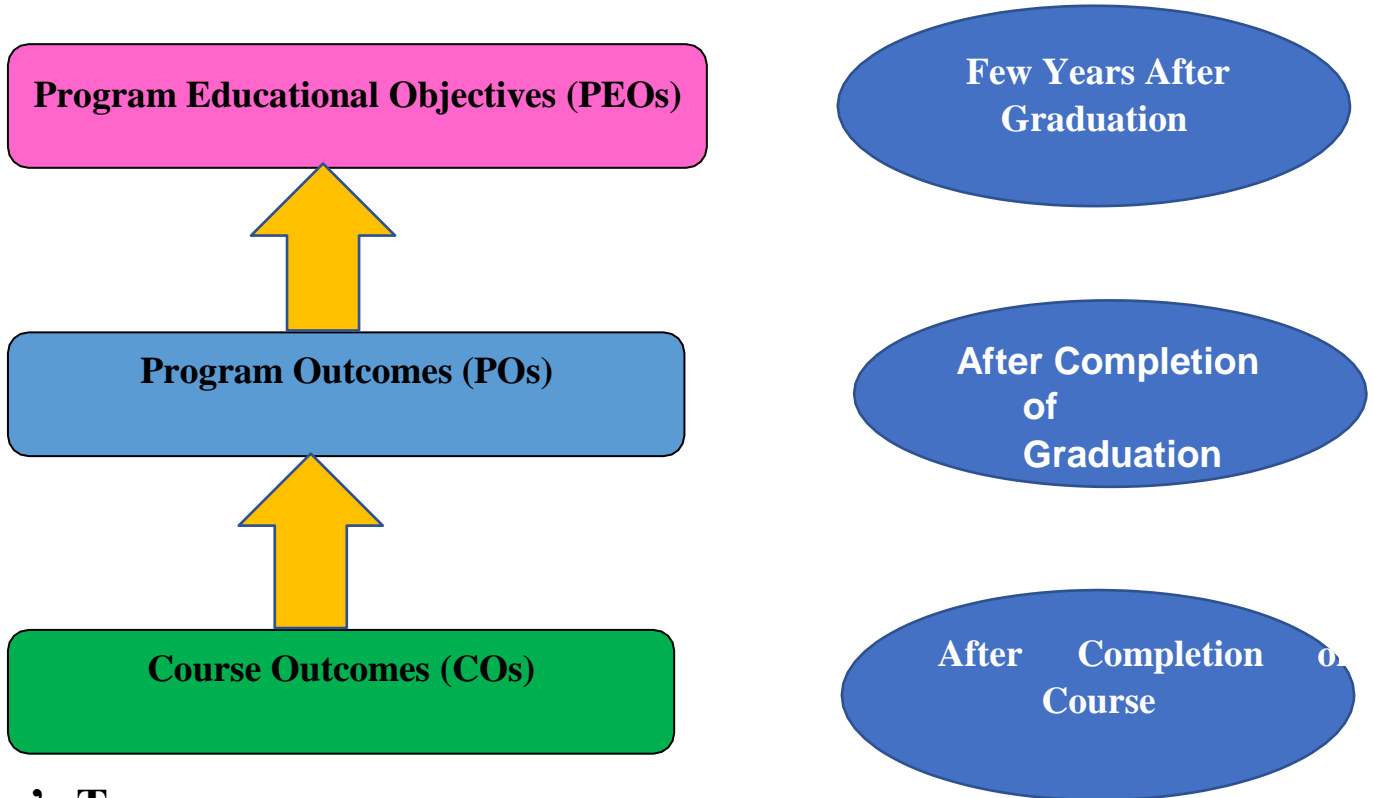 Program Educational Objectives (PEOs)
Few Years After
Graduation
Program Outcomes (POs)
After Completion
of
Graduation
Course Outcomes (COs)
After Completion of
Course